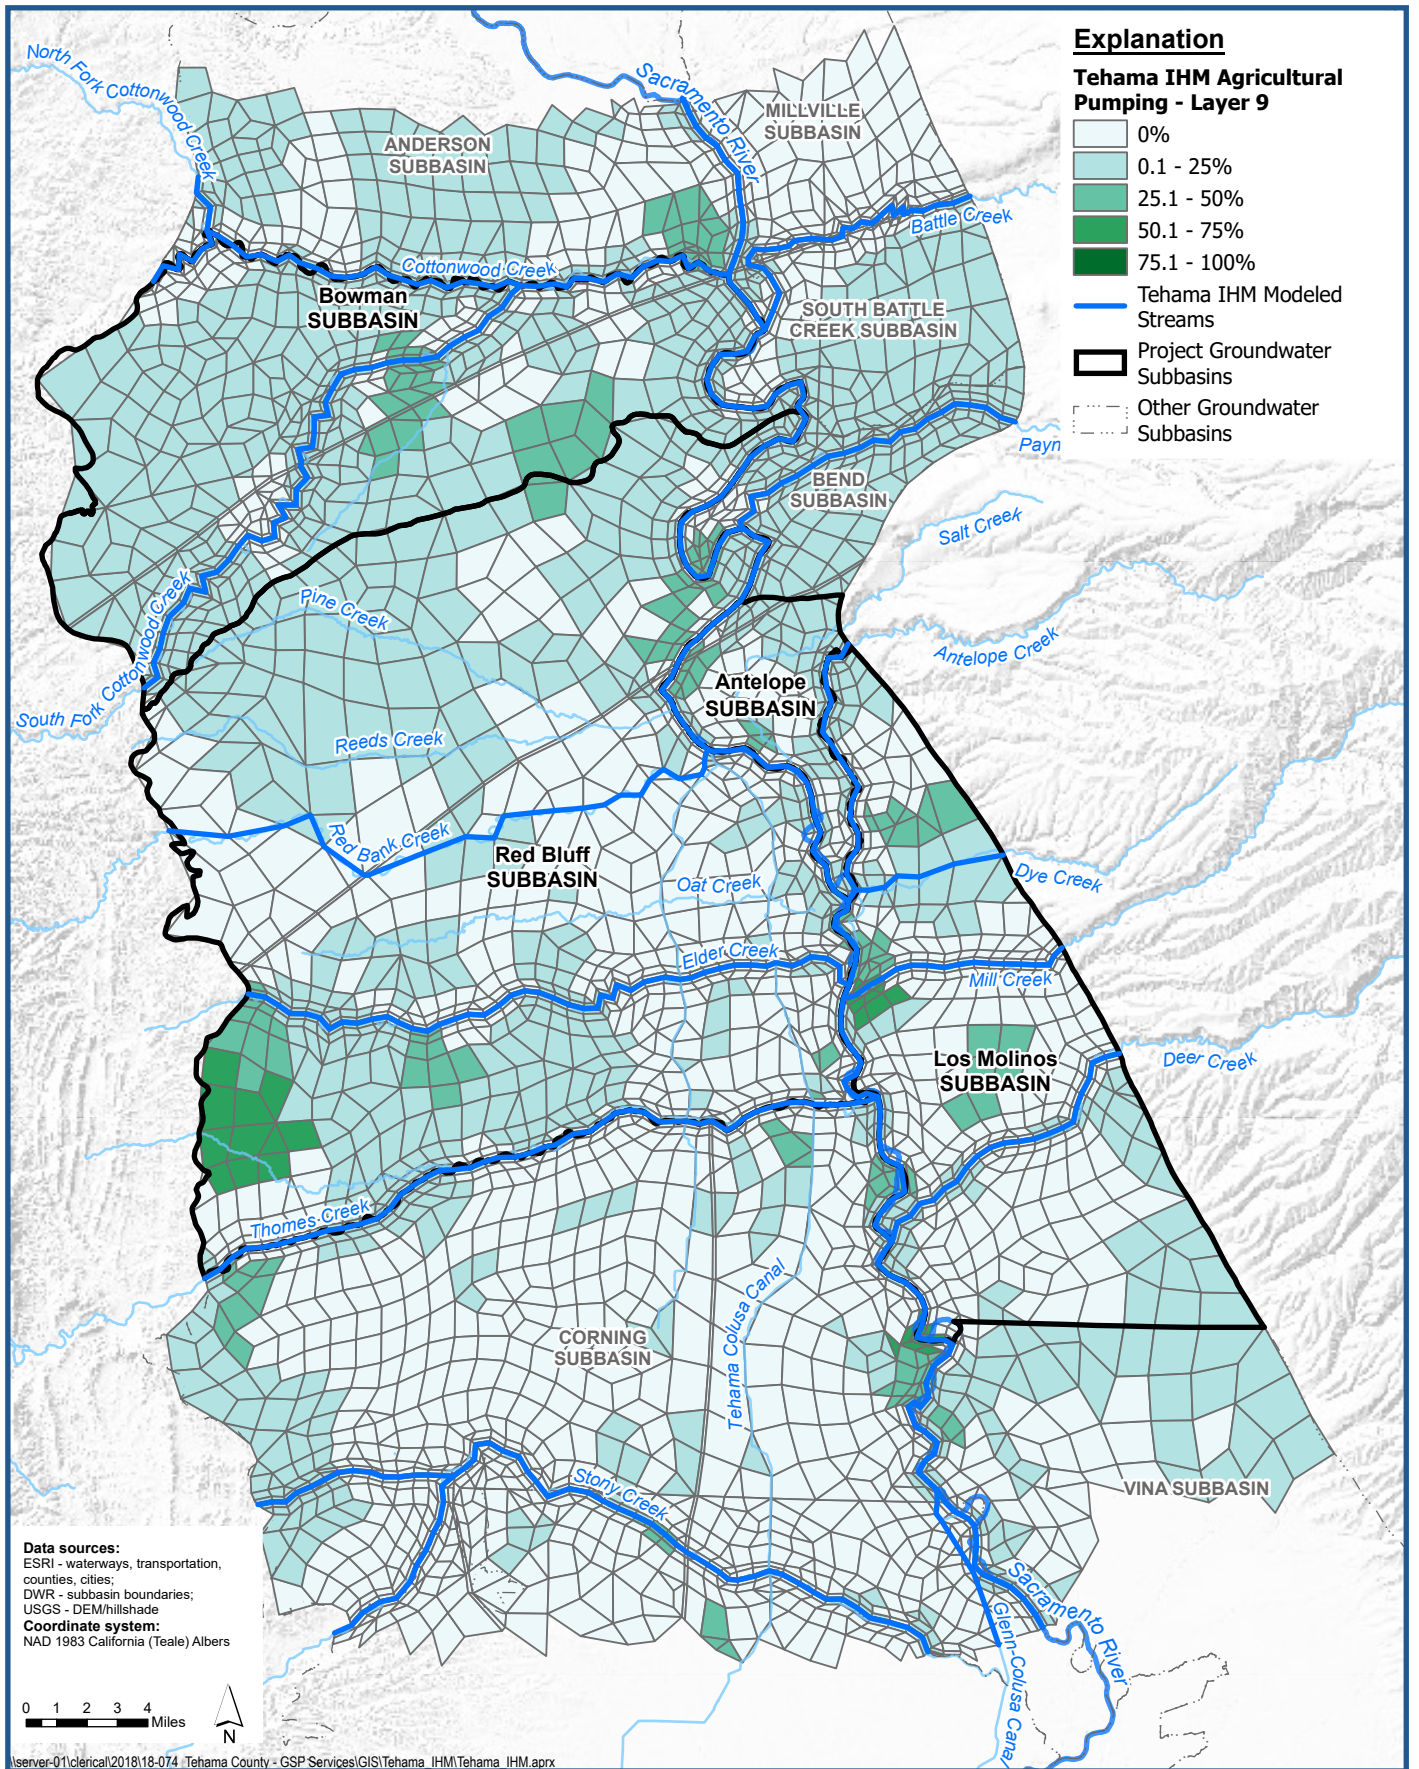 Explanation
Tehama IHM Agricultural
Pumping - Layer 9
0%
0.1 - 25%
25.1 - 50%
50.1 - 75%
75.1 - 100%
Tehama IHM Modeled
Streams
Project Groundwater
Subbasins
Other Groundwater
Subbasins
North Fork Cottonwood Creek
Sacramento River
MILLVILLE
SUBBASIN
ANDERSON
SUBBASIN
Battle Creek
Cottonwood Creek
Bowman
SUBBASIN
SOUTH BATTLE
CREEK SUBBASIN
Payn
BEND
SUBBASIN
Salt Creek
Pine Creek
Antelope Creek
South Fork Cottonwood Creek
Antelope
SUBBASIN
Reeds Creek
Red Bank Creek
Red Bluff
SUBBASIN
Oat Creek
Dye Creek
Elder Creek
Mill Creek
Los Molinos
SUBBASIN
Deer Creek
Thomes Creek
Tehama Colusa Canal
CORNING
SUBBASIN
Stony Creek
VINA SUBBASIN
Sacramento River
Glenn-Colusa Canal
Data sources:
ESRI - waterways, transportation,
counties, cities;
DWR - subbasin boundaries;
USGS - DEM/hillshade
Coordinate system:
NAD 1983 California (Teale) Albers
0 1 2 3 4
Miles
N
\\server-01\clerical\2018\18-074_Tehama County - GSP Services\GIS\Tehama_IHM\Tehama_IHM.aprx